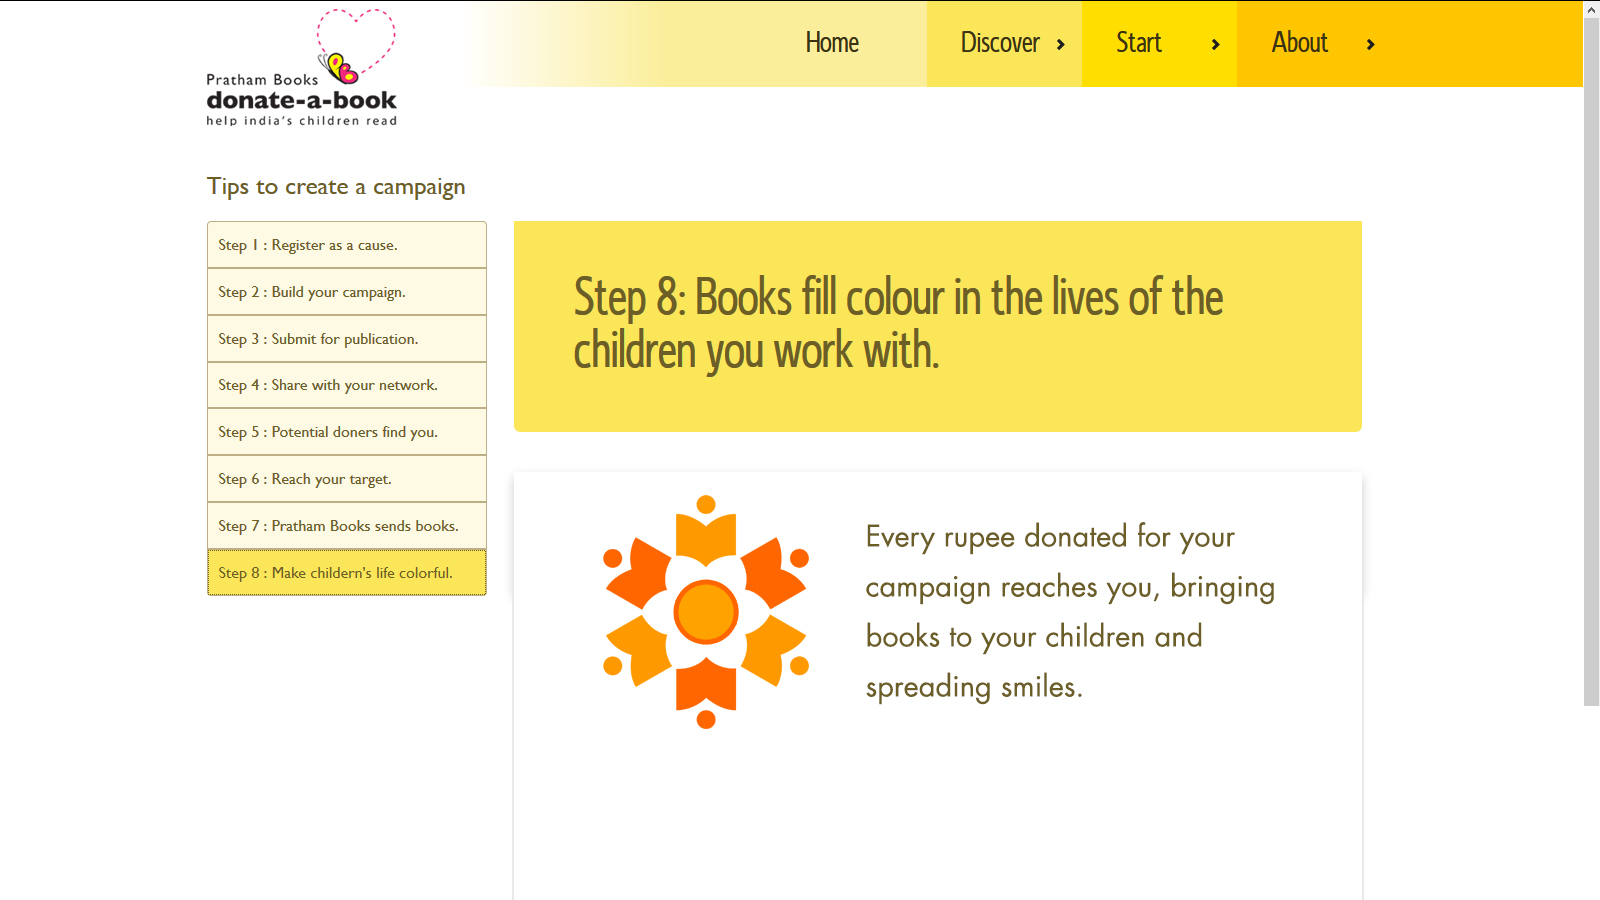 Home
Discover
Start
About
Pratham Books
donate-a-book
help india's children read
Tips to create a campaign
Step 1 : Register as a cause.
Step 2 : Build your campaign.
Step 3 : Submit for publication.
Step 4 : Share with your network.
Step 5 : Potential doners find you.
Step 6 : Reach your target.
Step 7 : Pratham Books sends books.
Step 8 : Make childern's life colorful.
Step 8: Books fill colour in the lives of the
children you work with.
Every rupee donated for your
campaign reaches you, bringing
books to your children and
spreading smiles.